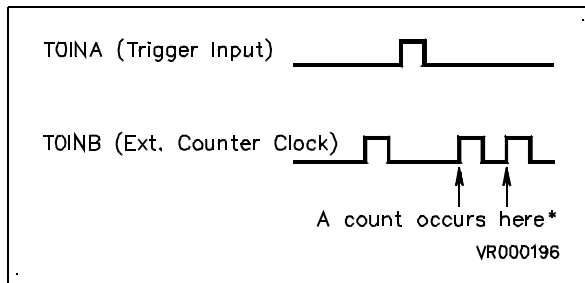 T0INA (Trigger Input)
T0INB (Ext. Counter Clock)
A count occurs here*
VR000196